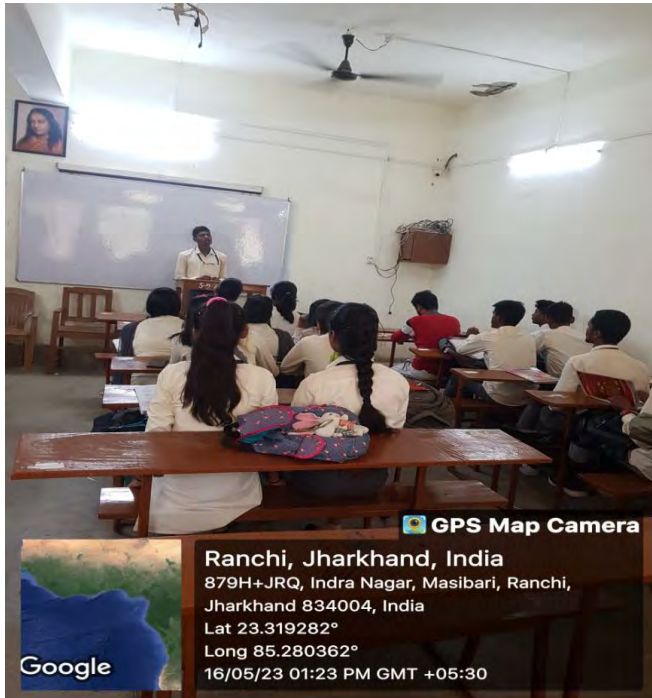 GPS Map Camera
Ranchi, Jharkhand, India
879H+JRQ, Indra Nagar, Masibari, Ranchi,
Jharkhand 834004, India
Lat 23.319282°
Long 85.280362°
16/05/23 01:23 PM GMT +05:30
Google